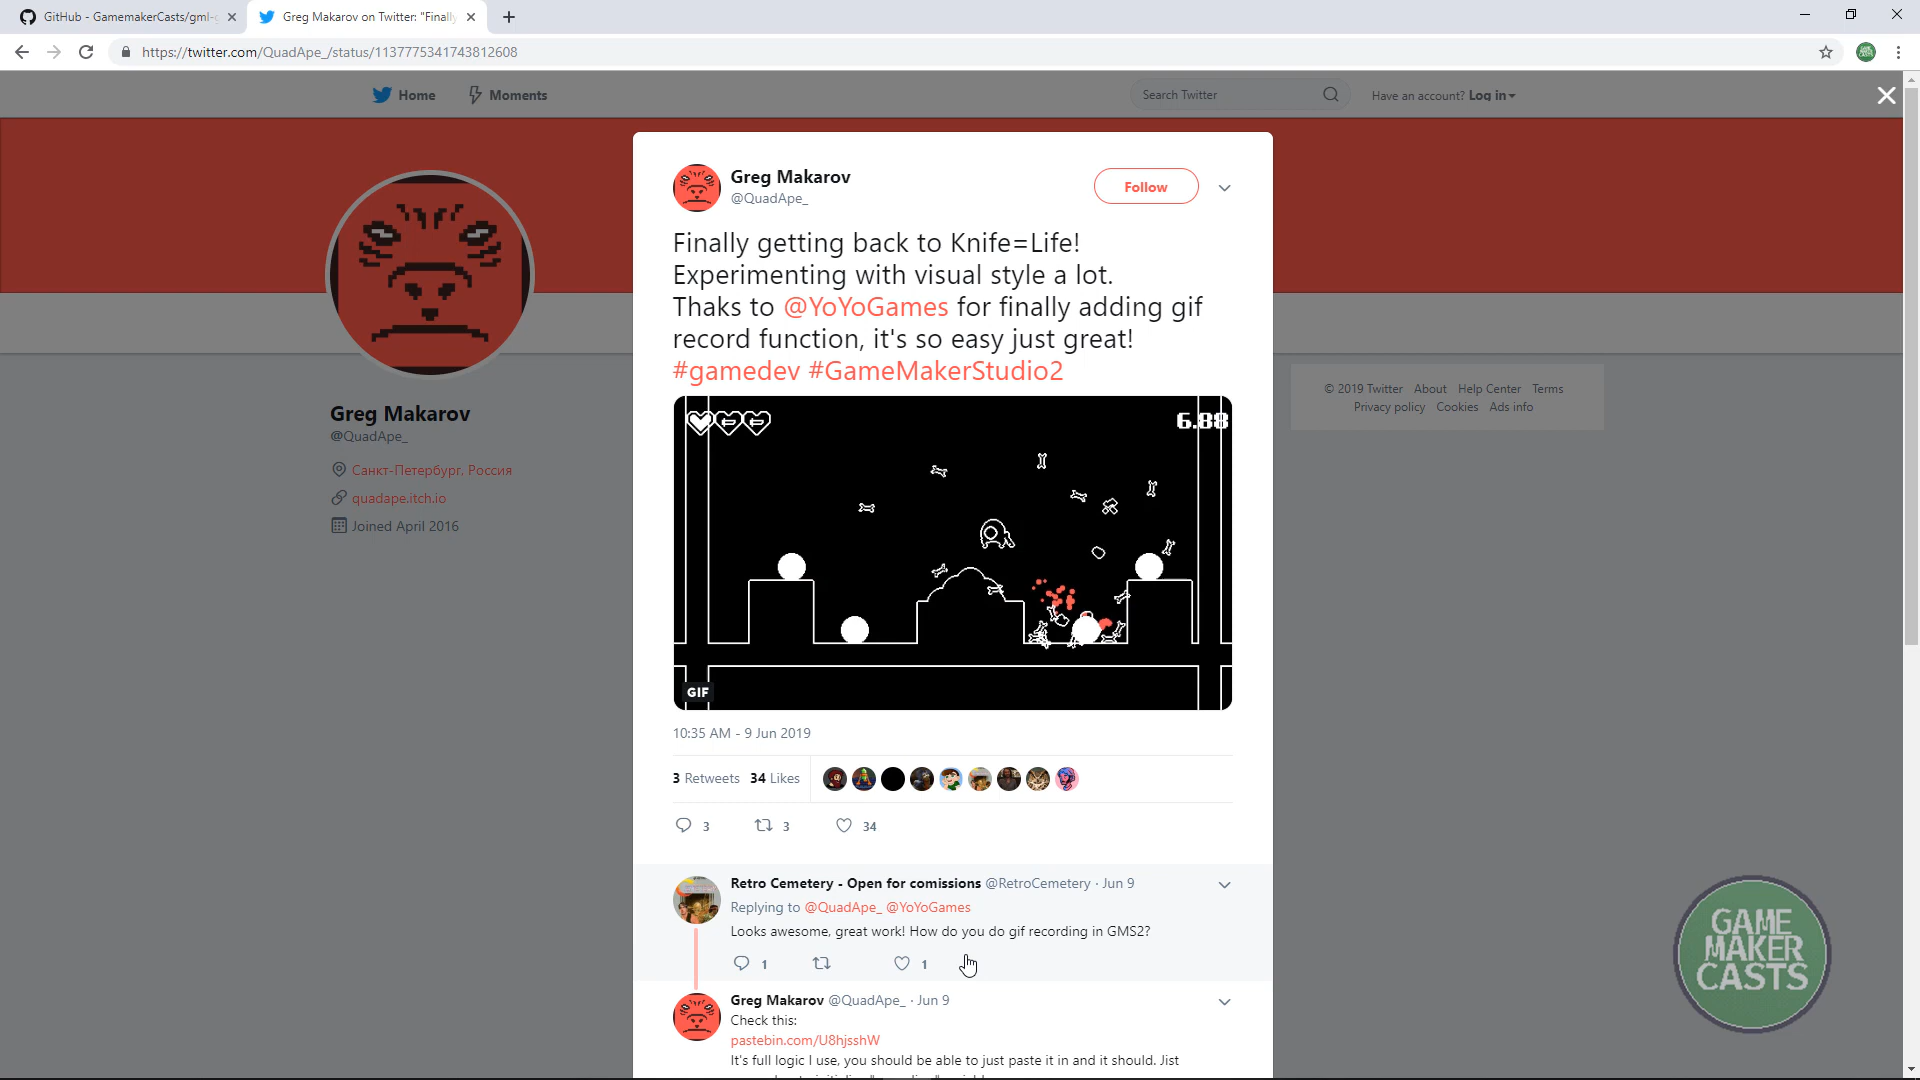 GitHub - GamemakerCasts/gml-
Greg Makarov on Twitter: "Finally
https://twitter.com/QuadApe_/status/1137775341743812608
Home
Moments
Search Twitter
Have an account? Log in
Greg Makarov
@QuadApe_
Follow
Finally getting back to Knife=Life!
Experimenting with visual style a lot.
Thaks to @YoYoGames for finally adding gif
record function, it's so easy just great!
#gamedev #GameMakerStudio2
6.88
GIF
10:35 AM - 9 Jun 2019
3 Retweets 34 Likes
3 3 34
Retro Cemetery - Open for comissions @RetroCemetery · Jun 9
Replying to @QuadApe_ @YoYoGames
Looks awesome, great work! How do you do gif recording in GMS2?
1 1
Greg Makarov @QuadApe_ · Jun 9
Check this:
pastebin.com/U8hjsshW
It's full logic I use, you should be able to just paste it in and it should. Jist
Greg Makarov
@QuadApe_
Санкт-Петербург, Россия
quadape.itch.io
Joined April 2016
© 2019 Twitter About Help Center Terms
Privacy policy Cookies Ads info
GAME
MAKER
CASTS